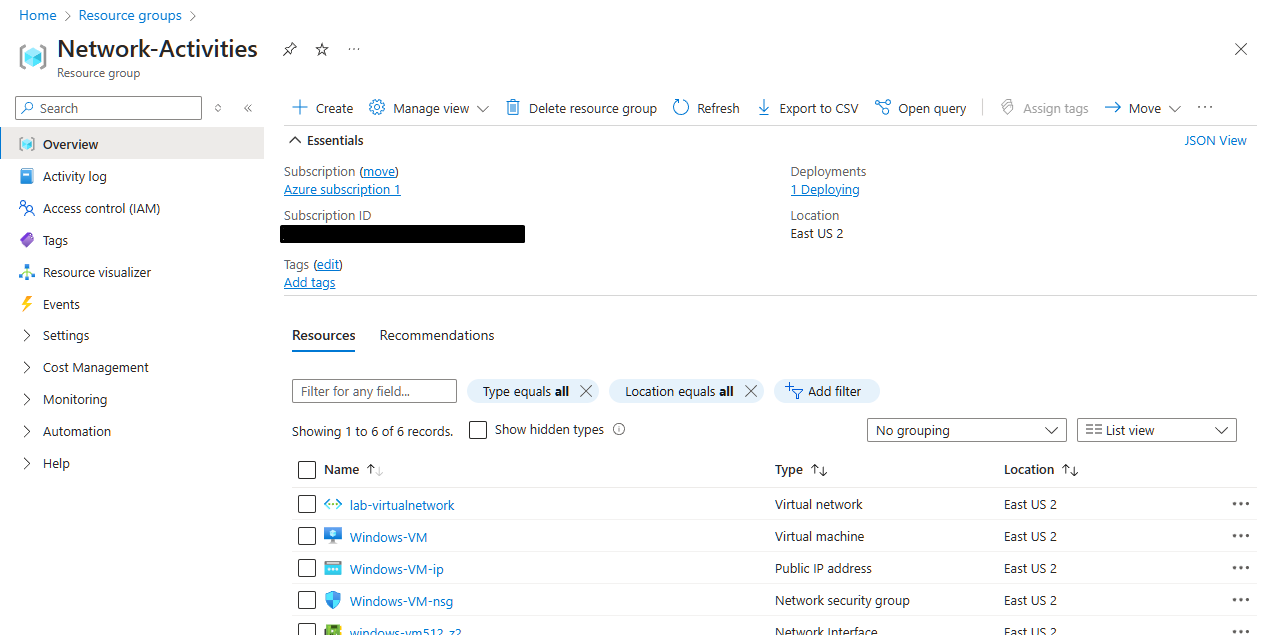 Home > Resource groups >
Network-Activities ...
Resource group
Search
Create Manage view Delete resource group Refresh Export to CSV Open query Assign tags Move ...
Overview
Activity log
Access control (IAM)
Tags
Resource visualizer
Events
Settings
Cost Management
Monitoring
Automation
Help
Essentials JSON View
Subscription (move)
Azure subscription 1
Subscription ID
Tags (edit)
Add tags
Deployments
1 Deploying
Location
East US 2
Resources Recommendations
Filter for any field... Type equals all Location equals all Add filter
Showing 1 to 6 of 6 records. Show hidden types No grouping List view
Name Type Location
lab-virtualnetwork Virtual network East US 2
Windows-VM Virtual machine East US 2
Windows-VM-ip Public IP address East US 2
Windows-VM-nsg Network security group East US 2
windows-vm512_z2 Network Interface East US 2